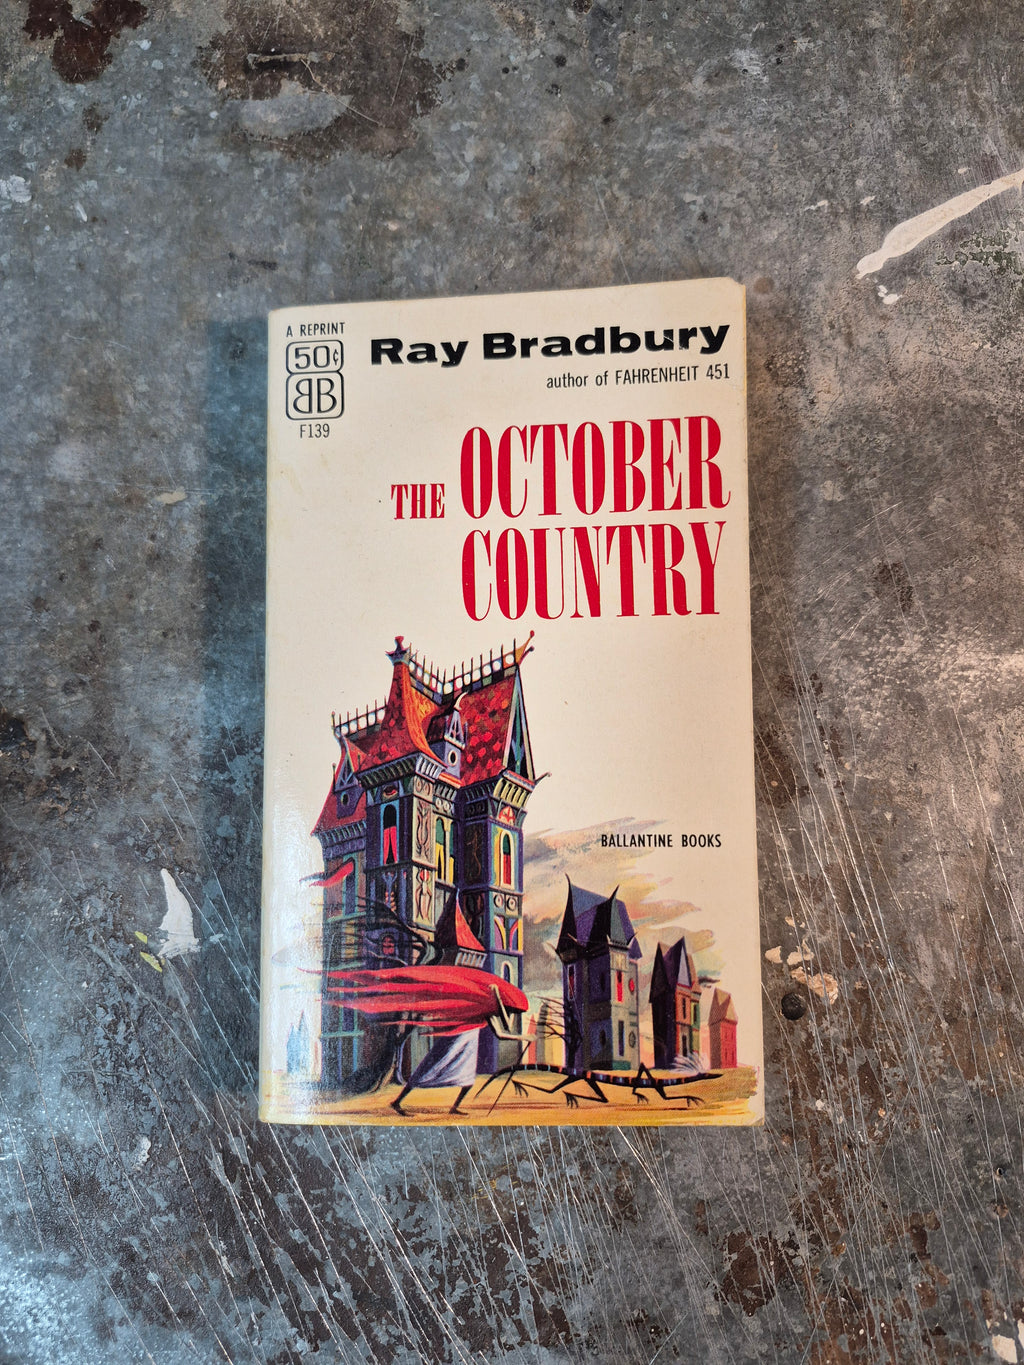 A REPRINT
50¢
BB
F139
Ray Bradbury
author of FAHRENHEIT 451
THE OCTOBER
COUNTRY
BALLANTINE BOOKS